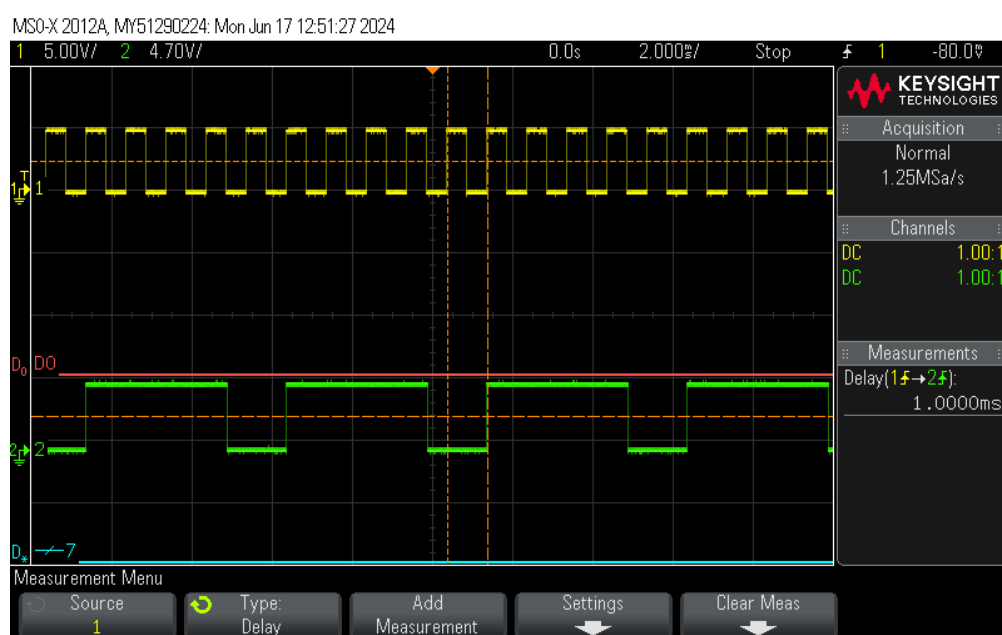 MSO-X 2012A, MY51290224: Mon Jun 17 12:51:27 2024
1 5.00V/ 2 4.70V/ 0.0s 2.000ms/ Stop 1 -80.0V
KEYSIGHT
TECHNOLOGIES
Acquisition
Normal
1.25MSa/s
Channels
DC 1.00:1
DC 1.00:1
Measurements
Delay(1→2):
1.0000ms
T
1 1
D0 D0
2 2
D* 7
Measurement Menu
Source
1
Type:
Delay
Add
Measurement
Settings
Clear Meas